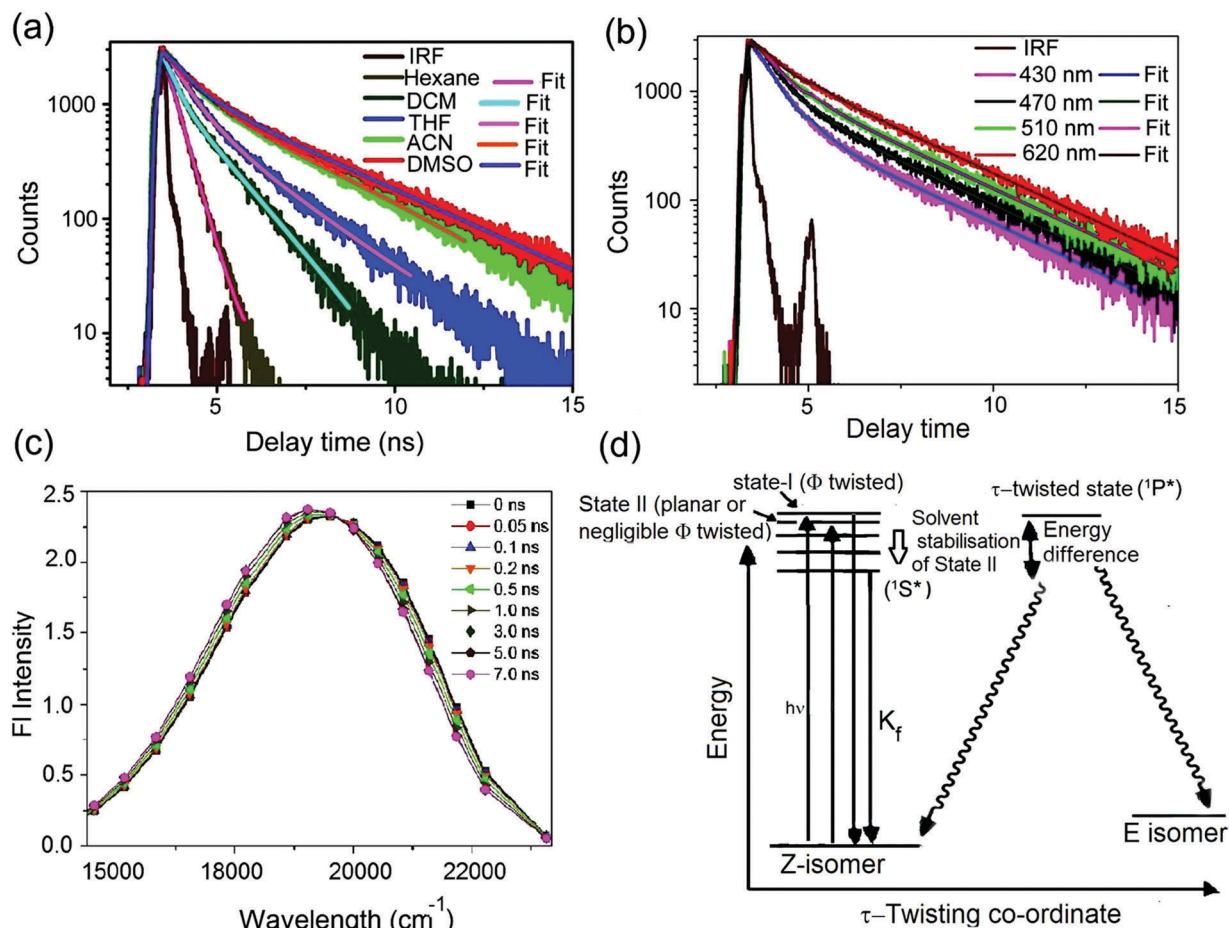 (a)
IRF
Hexane
DCM
THF
ACN
DMSO
Fit
Fit
Fit
Fit
Fit
1000
100
10
Counts
5
10
15
Delay time (ns)
(b)
IRF
430 nm Fit
470 nm Fit
510 nm Fit
620 nm Fit
1000
100
10
Counts
5
10
15
Delay time
(c)
2.5
2.0
1.5
1.0
0.5
0.0
FI Intensity
0 ns
0.05 ns
0.1 ns
0.2 ns
0.5 ns
1.0 ns
3.0 ns
5.0 ns
7.0 ns
15000
18000
20000
22000
Wavelength (cm⁻¹)
(d)
state-I (Φ twisted)
State II (planar or
negligible Φ twisted)
Solvent
stabilisation
of State II
(¹S*)
τ-twisted state (¹P*)
Energy
difference
hν
K_f
Energy
Z-isomer
E isomer
τ-Twisting co-ordinate